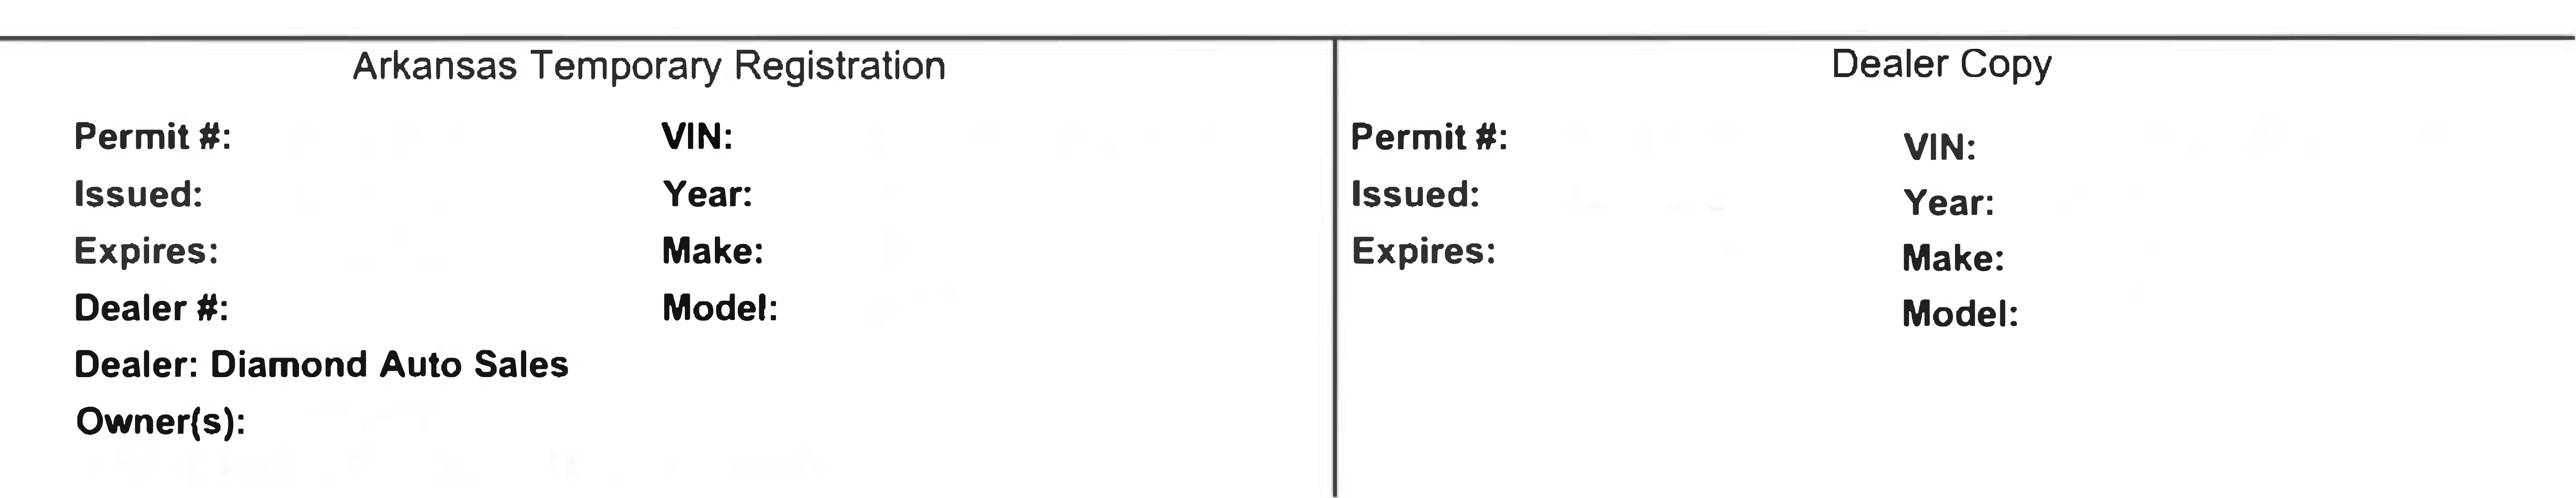 Arkansas Temporary Registration
Permit #: VIN:
Issued: Year:
Expires: Make:
Dealer #: Model:
Dealer: Diamond Auto Sales
Owner(s):
Dealer Copy
Permit #: VIN:
Issued: Year:
Expires: Make:
Model: